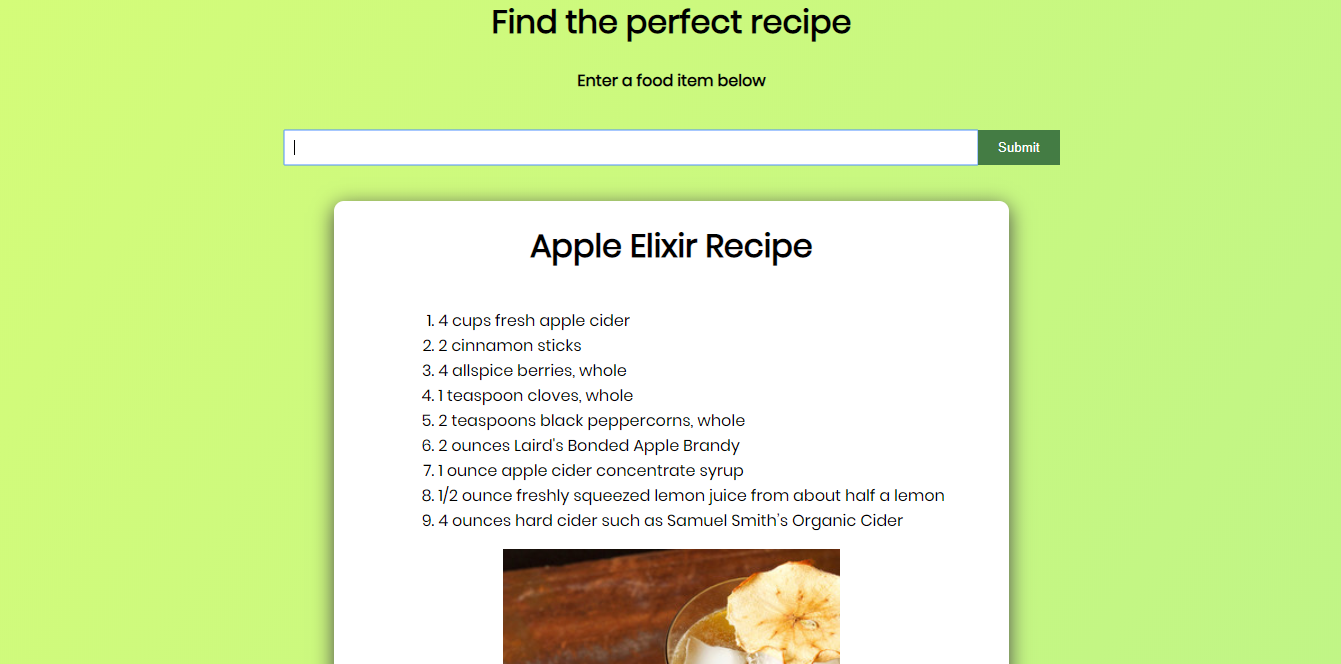 Find the perfect recipe
Enter a food item below
Submit
Apple Elixir Recipe
1. 4 cups fresh apple cider
2. 2 cinnamon sticks
3. 4 allspice berries, whole
4. 1 teaspoon cloves, whole
5. 2 teaspoons black peppercorns, whole
6. 2 ounces Laird's Bonded Apple Brandy
7. 1 ounce apple cider concentrate syrup
8. 1/2 ounce freshly squeezed lemon juice from about half a lemon
9. 4 ounces hard cider such as Samuel Smith's Organic Cider